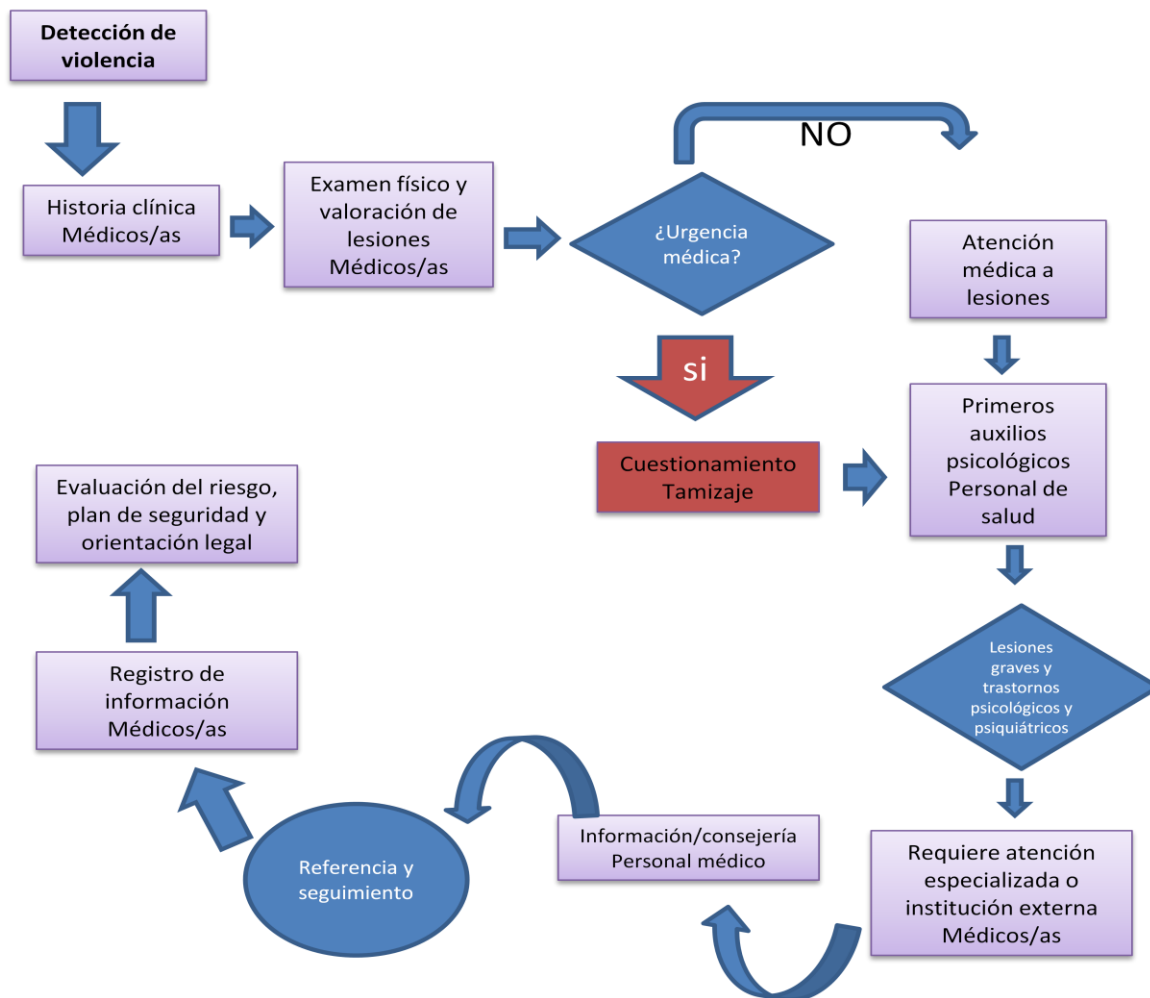 Detección de
violencia
Historia clínica
Médicos/as
Examen físico y
valoración de
lesiones
Médicos/as
¿Urgencia
médica?
NO
Atención
médica a
lesiones
si
Cuestionamiento
Tamizaje
Primeros
auxilios
psicológicos
Personal de
salud
Lesiones
graves y
trastornos
psicológicos y
psiquiátricos
Requiere atención
especializada o
institución externa
Médicos/as
Información/consejería
Personal médico
Referencia y
seguimiento
Registro de
información
Médicos/as
Evaluación del riesgo,
plan de seguridad y
orientación legal